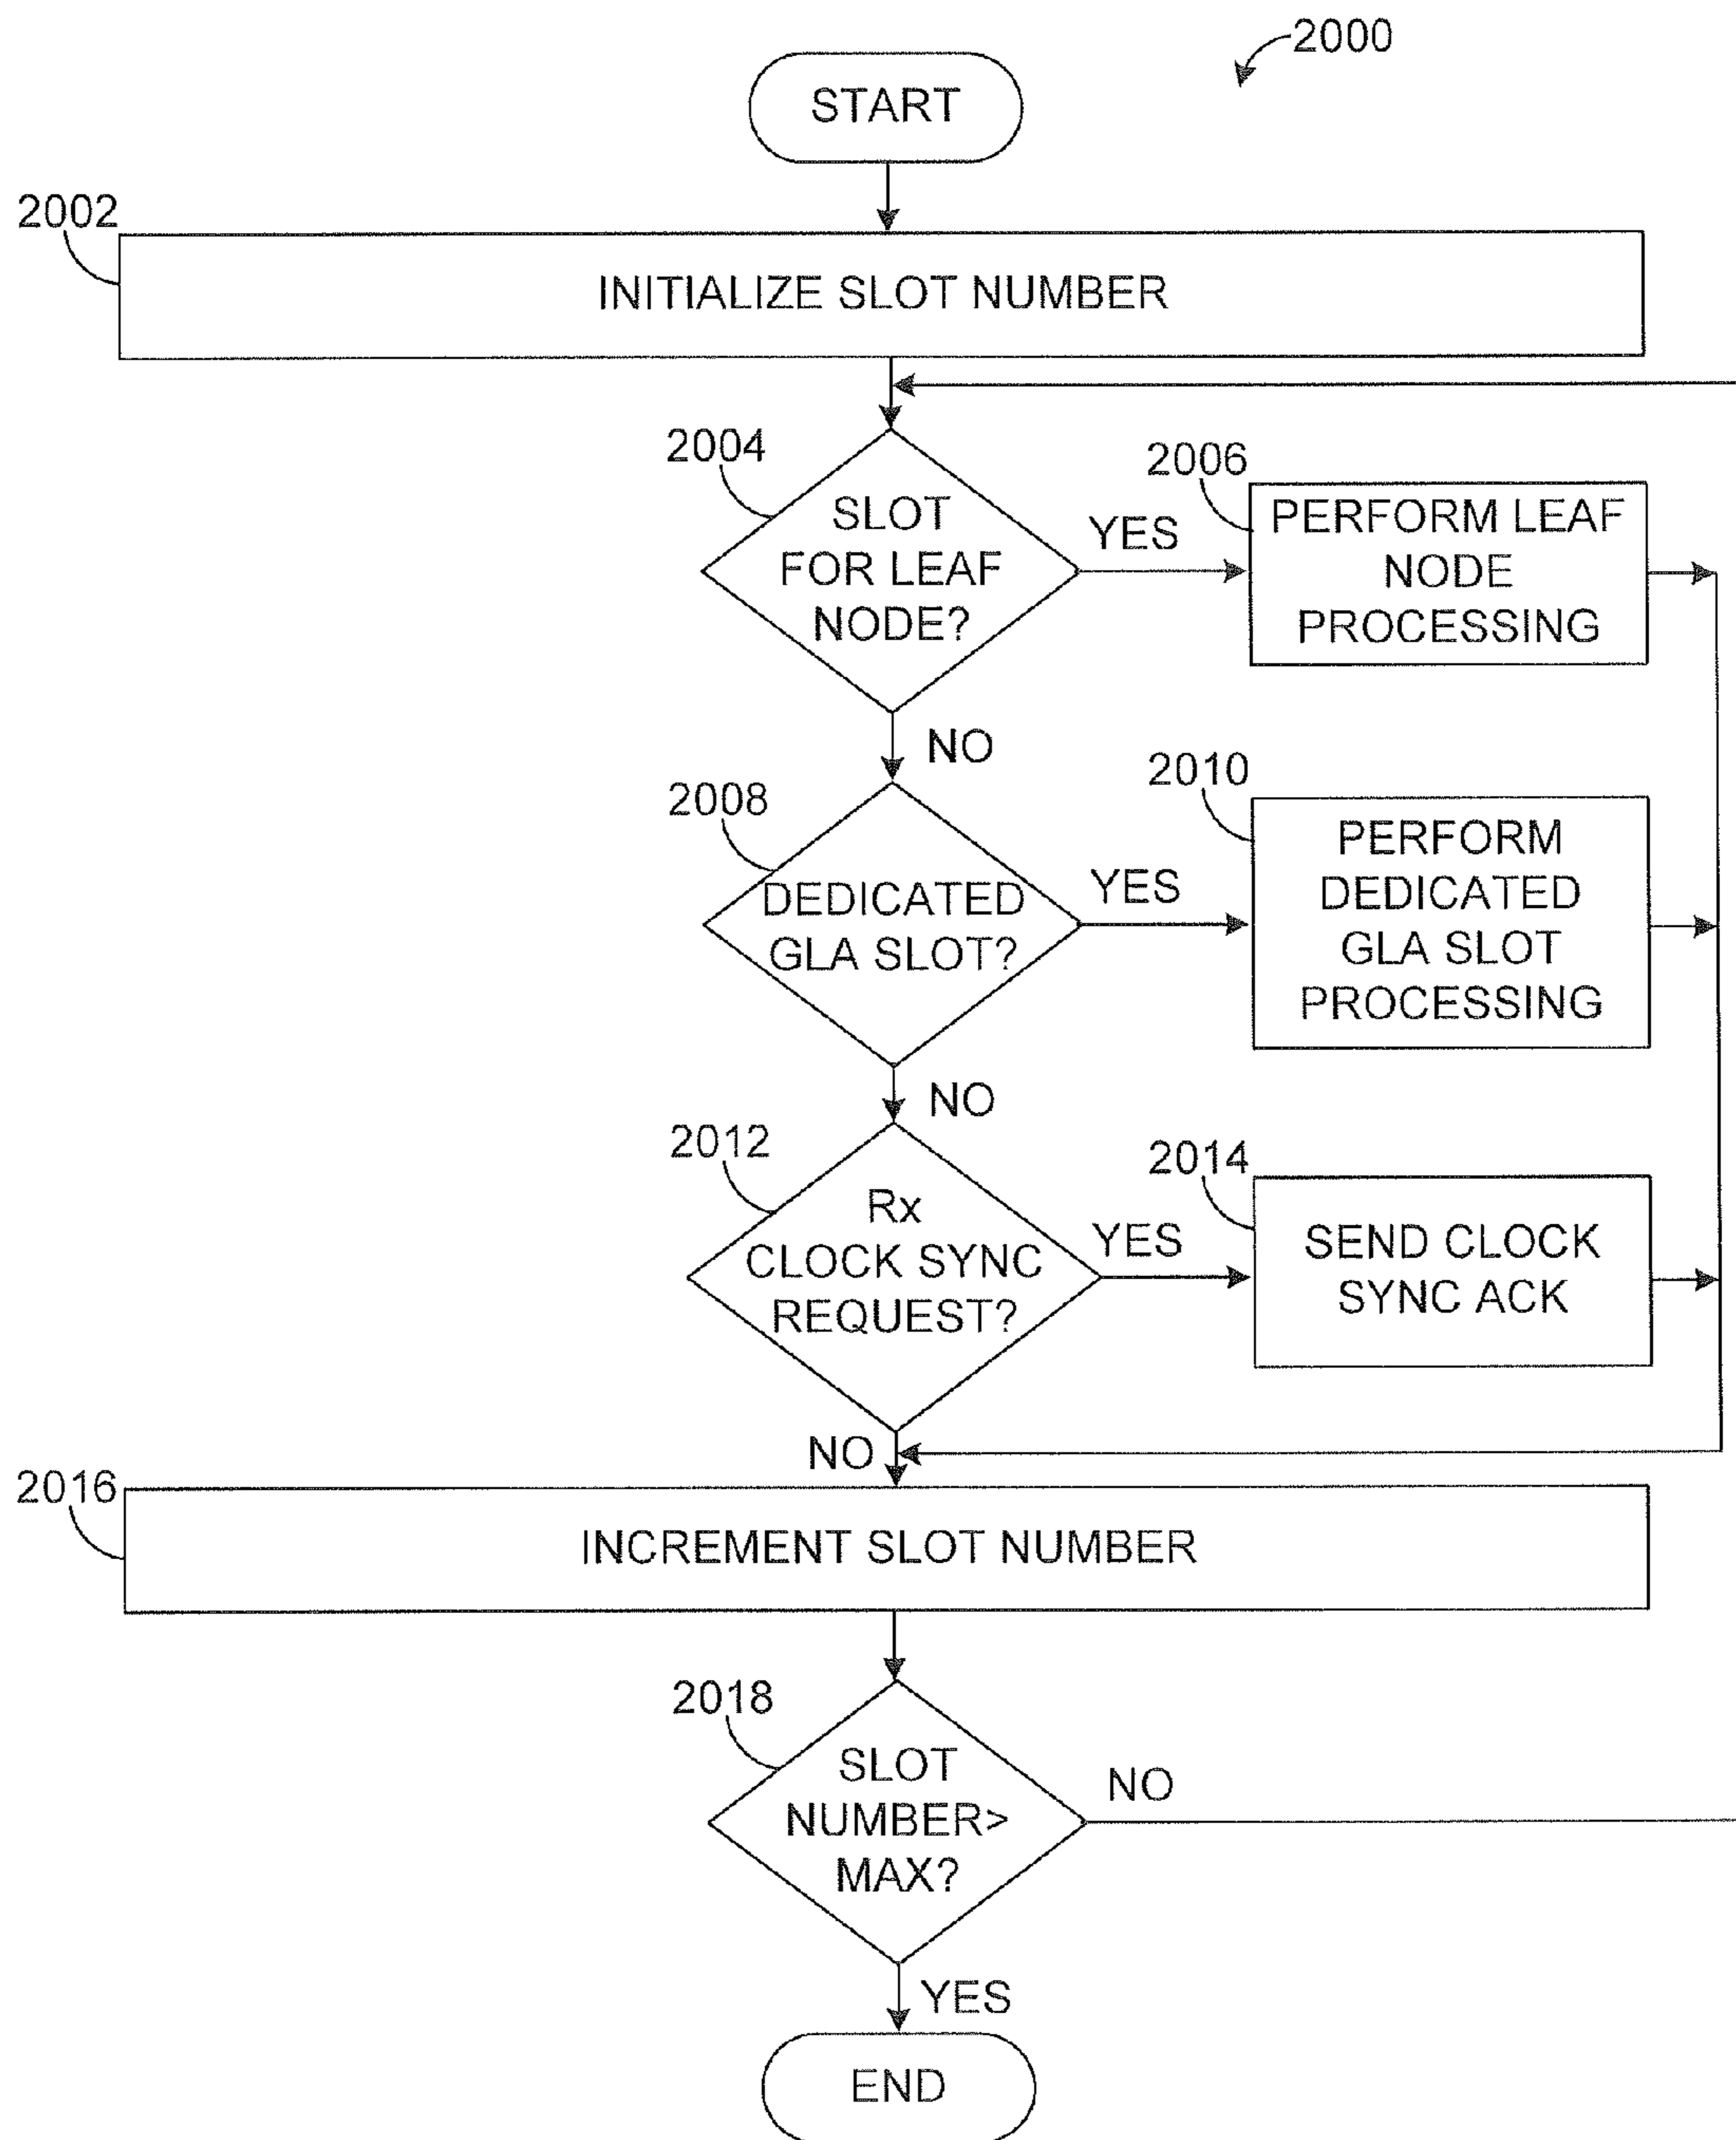 2000
START
2002
INITIALIZE SLOT NUMBER
2004
SLOT
FOR LEAF
NODE?
YES
2006
PERFORM LEAF
NODE
PROCESSING
NO
2008
DEDICATED
GLA SLOT?
YES
2010
PERFORM
DEDICATED
GLA SLOT
PROCESSING
NO
2012
Rx
CLOCK SYNC
REQUEST?
YES
2014
SEND CLOCK
SYNC ACK
NO
2016
INCREMENT SLOT NUMBER
2018
SLOT
NUMBER>
MAX?
NO
YES
END